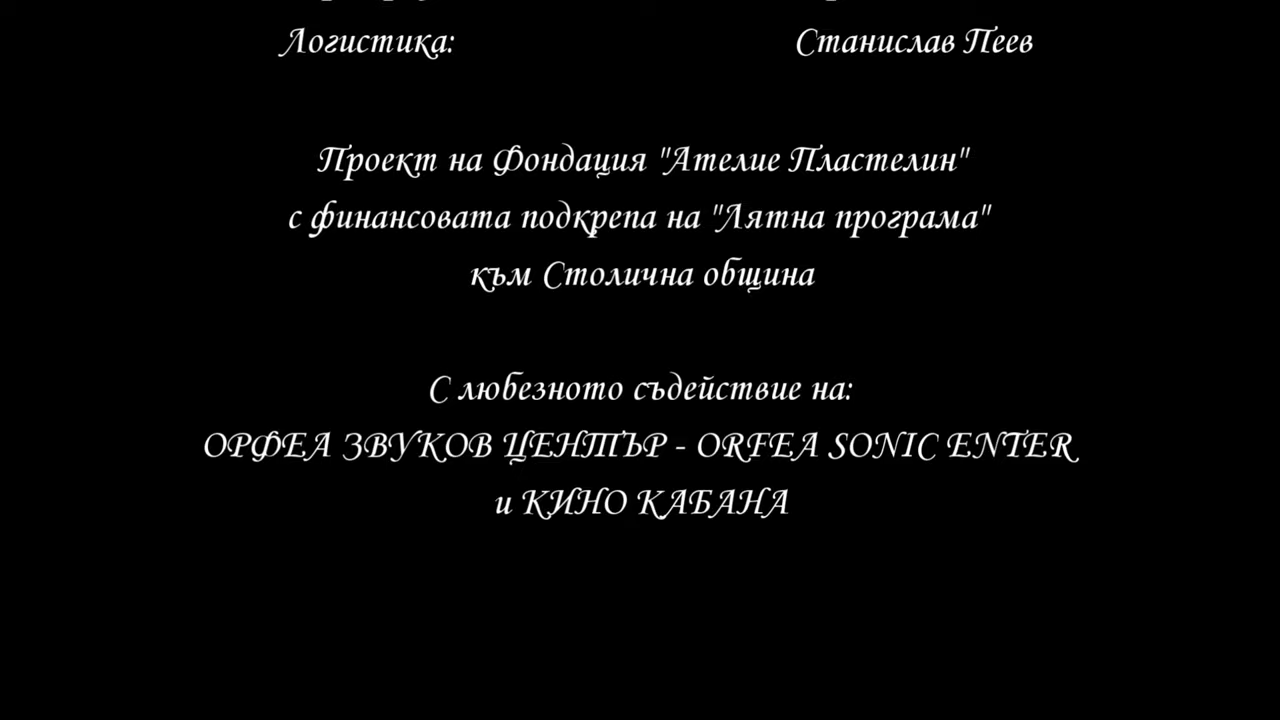 Логистика: Станислав Пеев
Проект на Фондация "Ателие Пластелин"
с финансовата подкрепа на "Лятна програма"
към Столична община
С любезното съдействие на:
ОРФЕА ЗВУКОВ ЦЕНТЪР - ORFEA SONIC ENTER
и КИНО КАБАНА